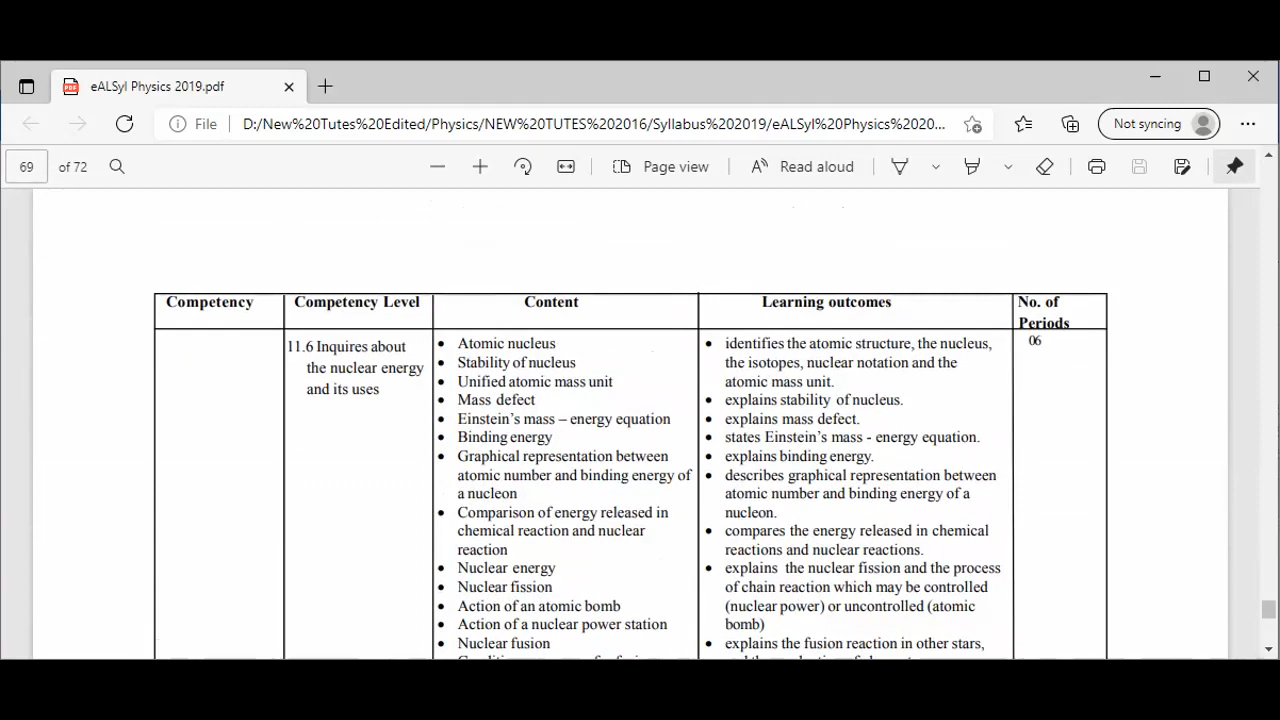 eALSyl Physics 2019.pdf
File
D:/New%20Tutes%20Edited/Physics/NEW%20TUTES%202016/Syllabus%202019/eALSyl%20Physics%2020...
Not syncing
69 of 72
Page view
Read aloud
Competency
Competency Level
Content
Learning outcomes
No. of
Periods
11.6 Inquires about
the nuclear energy
and its uses
• Atomic nucleus
• Stability of nucleus
• Unified atomic mass unit
• Mass defect
• Einstein’s mass – energy equation
• Binding energy
• Graphical representation between
atomic number and binding energy of
a nucleon
• Comparison of energy released in
chemical reaction and nuclear
reaction
• Nuclear energy
• Nuclear fission
• Action of an atomic bomb
• Action of a nuclear power station
• Nuclear fusion
• identifies the atomic structure, the nucleus,
the isotopes, nuclear notation and the
atomic mass unit.
• explains stability of nucleus.
• explains mass defect.
• states Einstein’s mass - energy equation.
• explains binding energy.
• describes graphical representation between
atomic number and binding energy of a
nucleon.
• compares the energy released in chemical
reactions and nuclear reactions.
• explains the nuclear fission and the process
of chain reaction which may be controlled
(nuclear power) or uncontrolled (atomic
bomb)
• explains the fusion reaction in other stars,
06